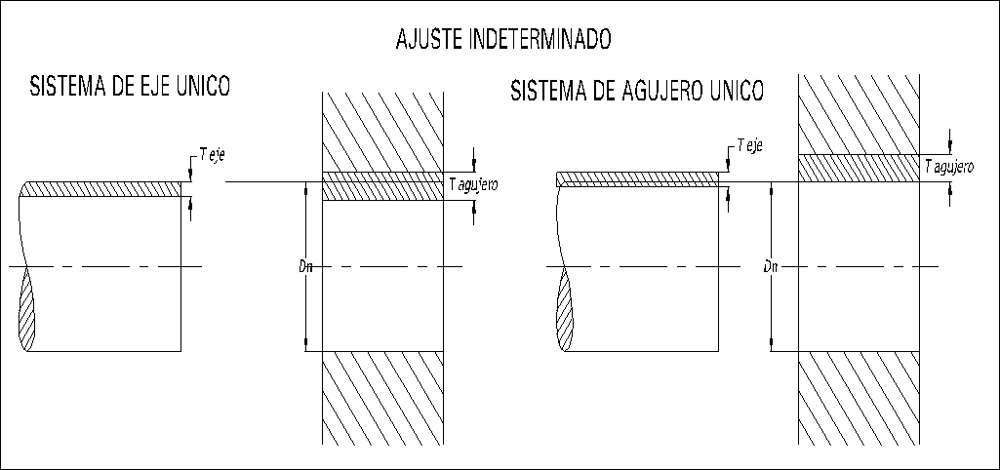 AJUSTE INDETERMINADO
SISTEMA DE EJE UNICO
SISTEMA DE AGUJERO UNICO
T eje
T agujero
Dn
T eje
T agujero
Dn